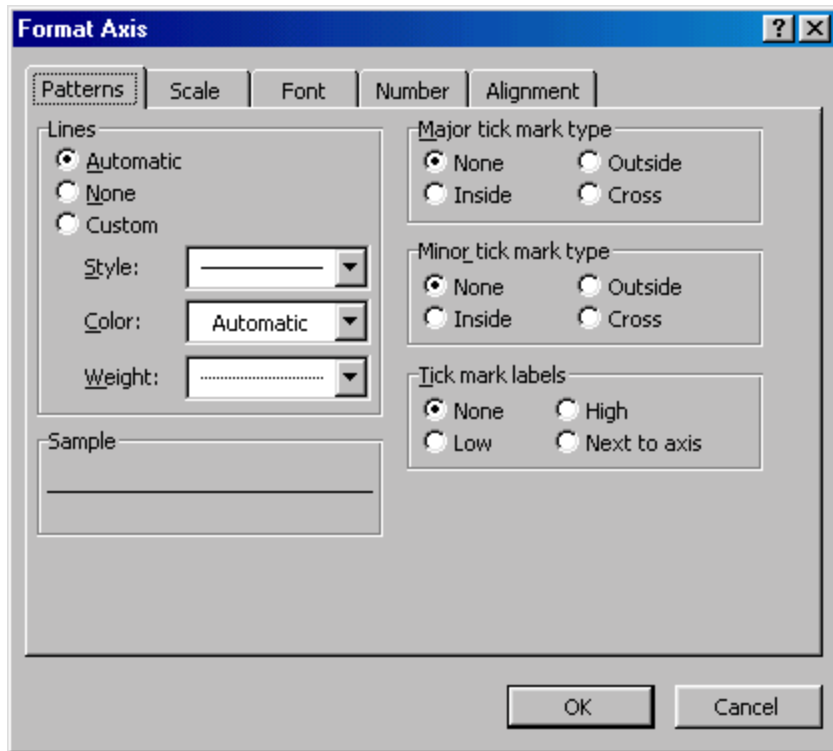 Format Axis
Patterns Scale Font Number Alignment
Lines
Automatic
None
Custom
Style:
Color: Automatic
Weight:
Sample
Major tick mark type
None Outside
Inside Cross
Minor tick mark type
None Outside
Inside Cross
Tick mark labels
None High
Low Next to axis
OK Cancel